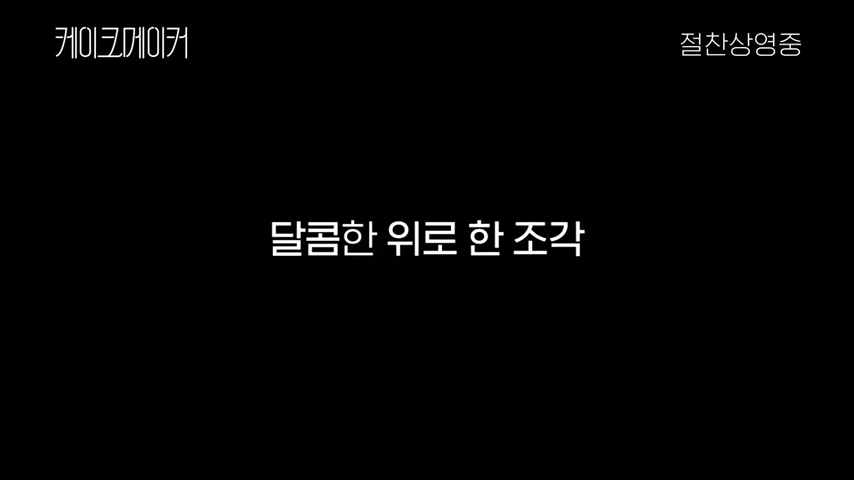 케이크메이커
절찬상영중
달콤한 위로 한 조각